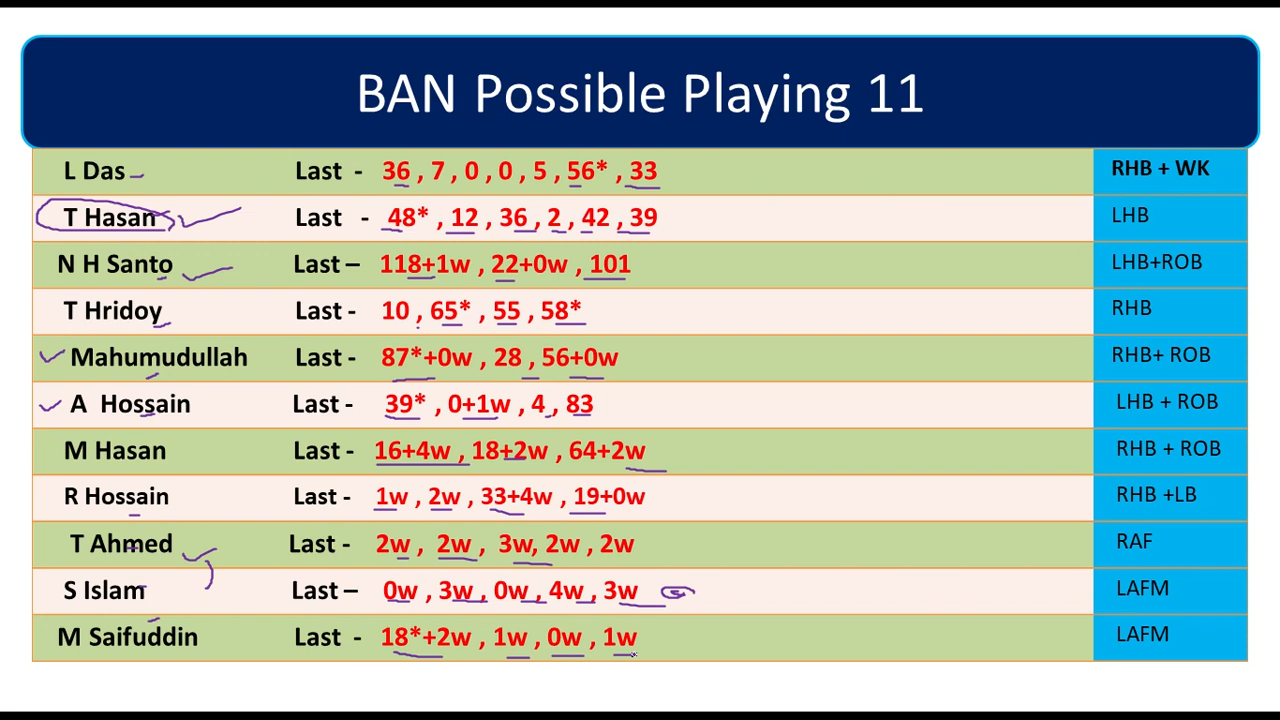 BAN Possible Playing 11
L Das Last - 36 , 7 , 0 , 0 , 5 , 56* , 33 RHB + WK
T Hasan Last - 48* , 12 , 36 , 2 , 42 , 39 LHB
N H Santo Last – 118+1w , 22+0w , 101 LHB+ROB
T Hridoy Last - 10 , 65* , 55 , 58* RHB
Mahumudullah Last - 87*+0w , 28 , 56+0w RHB+ ROB
A Hossain Last - 39* , 0+1w , 4 , 83 LHB + ROB
M Hasan Last - 16+4w , 18+2w , 64+2w RHB + ROB
R Hossain Last - 1w , 2w , 33+4w , 19+0w RHB +LB
T Ahmed Last - 2w , 2w , 3w, 2w , 2w RAF
S Islam Last – 0w , 3w , 0w , 4w , 3w LAFM
M Saifuddin Last - 18*+2w , 1w , 0w , 1w LAFM